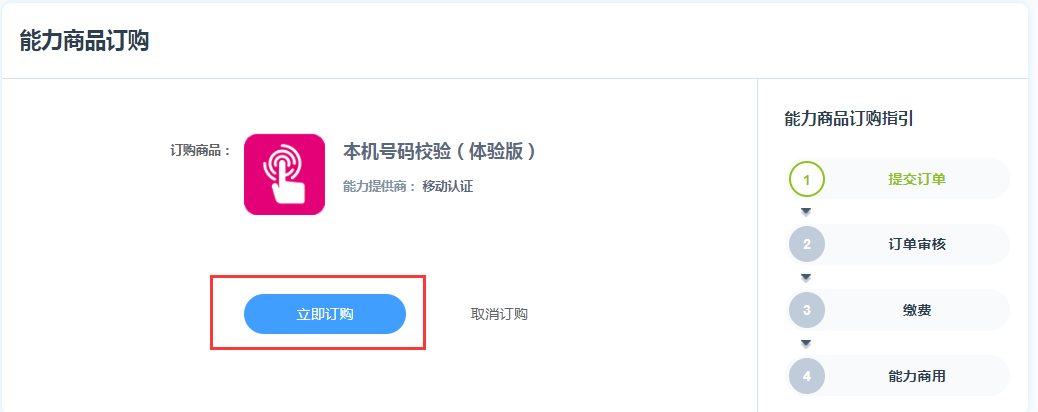 能力商品订购
订购商品：
本机号码校验（体验版）
能力提供商： 移动认证
立即订购
取消订购
能力商品订购指引
1 提交订单
2 订单审核
3 缴费
4 能力商用